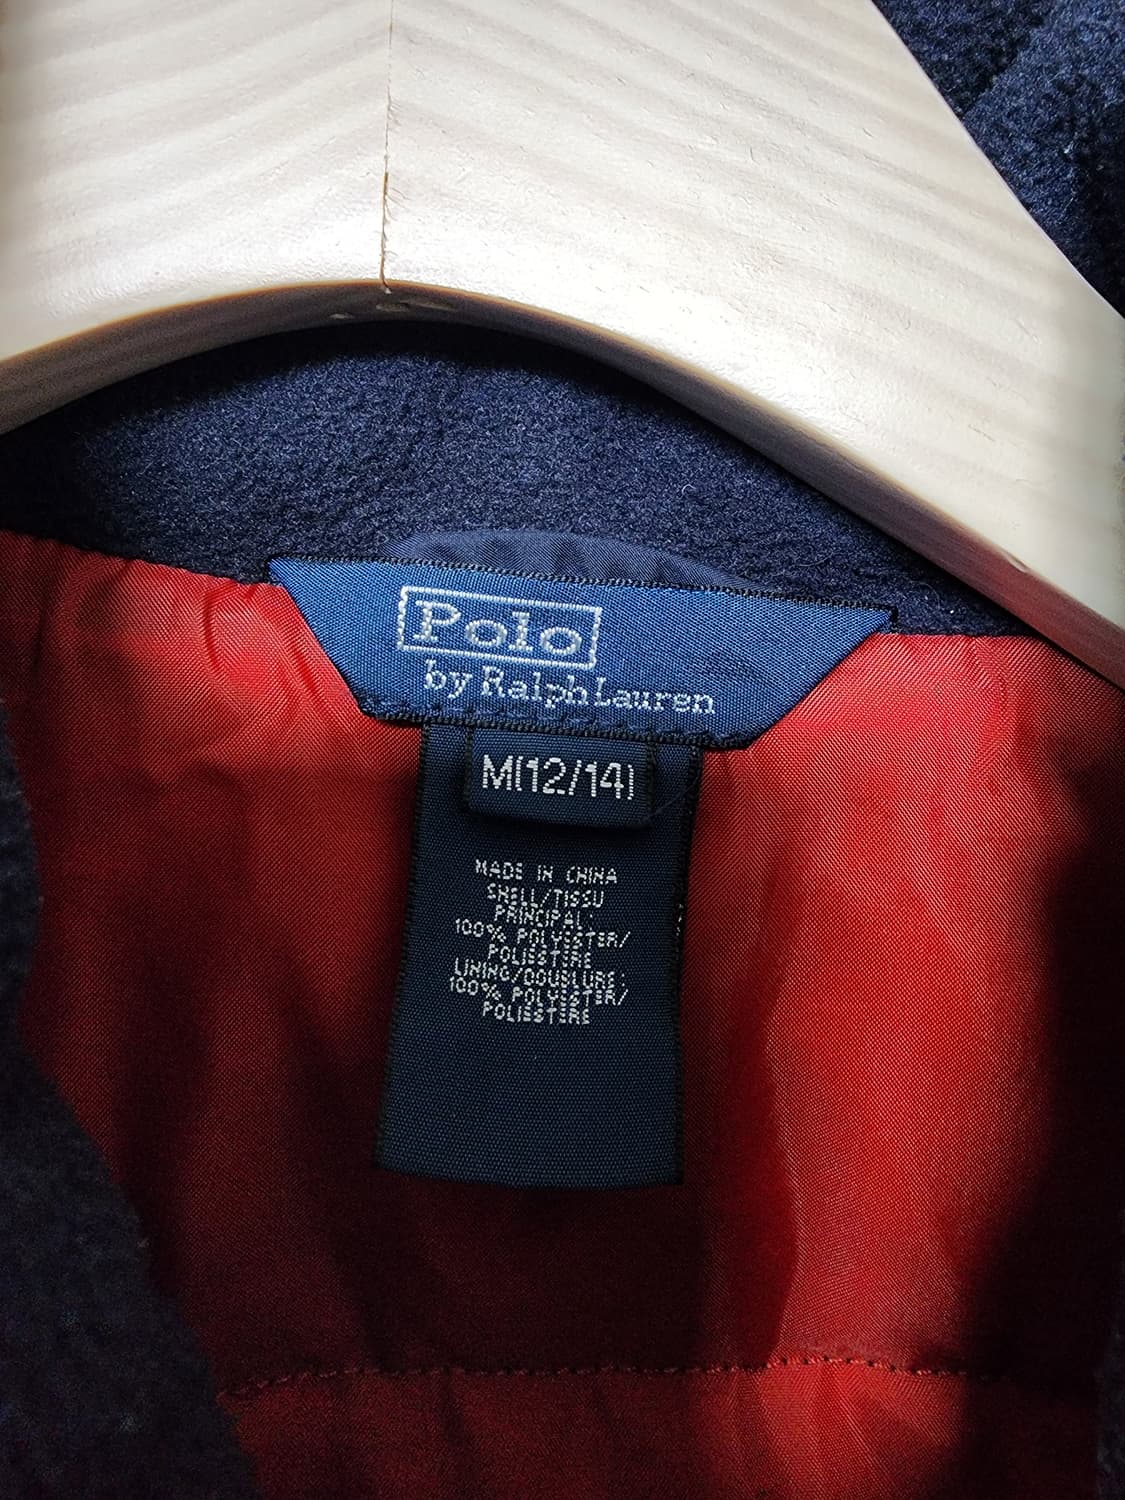 Polo
by Ralph Lauren
M(12/14)
MADE IN CHINA
SHELL/TISSU
PRINCIPAL:
100% POLYESTER/
POLIESTERE
LINING/DOUBLURE:
100% POLYESTER/
POLIESTERE